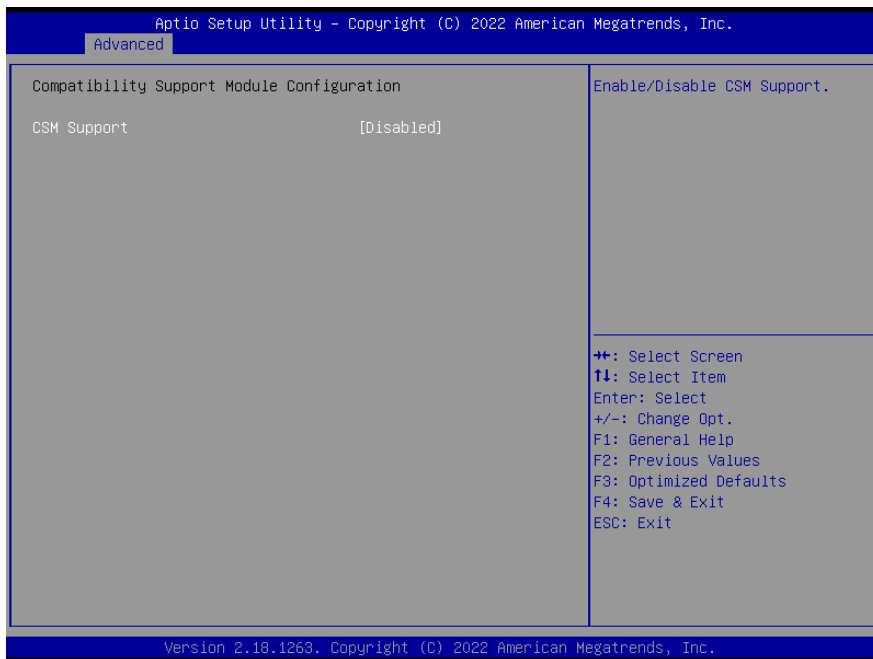 Aptio Setup Utility – Copyright (C) 2022 American Megatrends, Inc.
Advanced
Compatibility Support Module Configuration
CSM Support [Disabled]
Enable/Disable CSM Support.
→←: Select Screen
↑↓: Select Item
Enter: Select
+/-: Change Opt.
F1: General Help
F2: Previous Values
F3: Optimized Defaults
F4: Save & Exit
ESC: Exit
Version 2.18.1263. Copyright (C) 2022 American Megatrends, Inc.